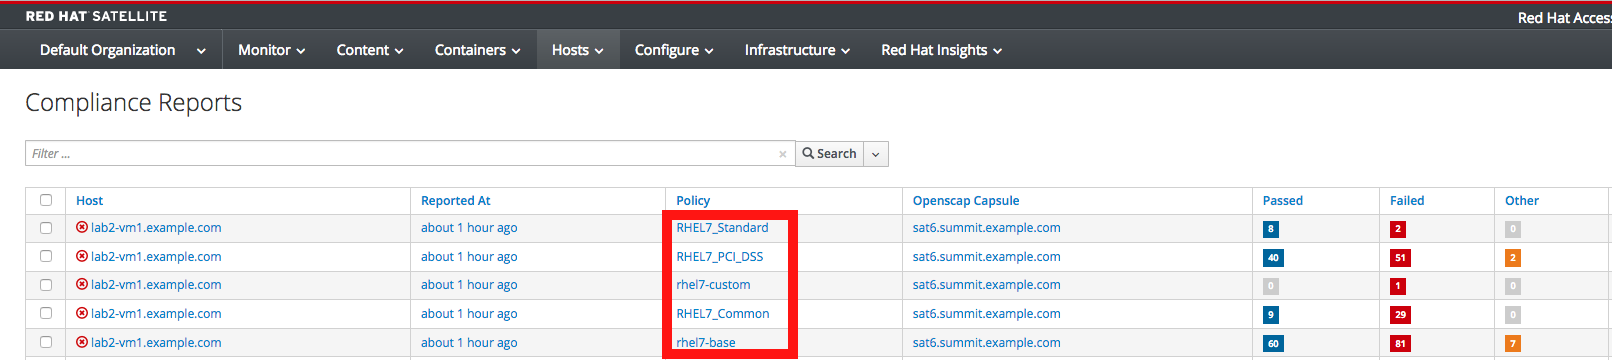 RED HAT SATELLITE Red Hat Access
Default Organization Monitor Content Containers Hosts Configure Infrastructure Red Hat Insights
Compliance Reports
Filter ... × Search
Host Reported At Policy Openscap Capsule Passed Failed Other
lab2-vm1.example.com about 1 hour ago RHEL7_Standard sat6.summit.example.com 8 2 0
lab2-vm1.example.com about 1 hour ago RHEL7_PCI_DSS sat6.summit.example.com 40 51 2
lab2-vm1.example.com about 1 hour ago rhel7-custom sat6.summit.example.com 0 1 0
lab2-vm1.example.com about 1 hour ago RHEL7_Common sat6.summit.example.com 9 29 0
lab2-vm1.example.com about 1 hour ago rhel7-base sat6.summit.example.com 60 81 7